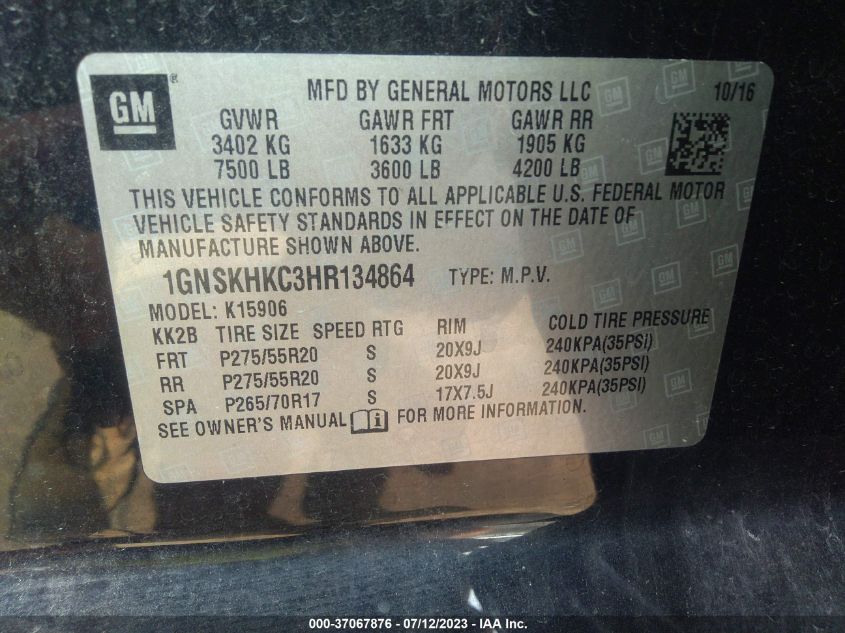 GM ®
MFD BY GENERAL MOTORS LLC 10/16
GVWR GAWR FRT GAWR RR
3402 KG 1633 KG 1905 KG
7500 LB 3600 LB 4200 LB
THIS VEHICLE CONFORMS TO ALL APPLICABLE U.S. FEDERAL MOTOR
VEHICLE SAFETY STANDARDS IN EFFECT ON THE DATE OF
MANUFACTURE SHOWN ABOVE.
1GNSKHKC3HR134864 TYPE: M.P.V.
MODEL: K15906
KK2B TIRE SIZE SPEED RTG RIM COLD TIRE PRESSURE
FRT P275/55R20 S 20X9J 240KPA(35PSI)
RR P275/55R20 S 20X9J 240KPA(35PSI)
SPA P265/70R17 S 17X7.5J 240KPA(35PSI)
SEE OWNER'S MANUAL i FOR MORE INFORMATION.
000-37067876 - 07/12/2023 - IAA Inc.